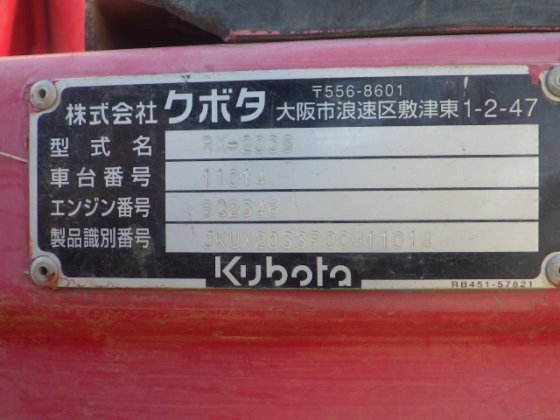 〒556-8601
株式会社 クボタ 大阪市浪速区敷津東1-2-47
型式名 RX-203S
車台番号 11014
エンジン番号 BQ2346
製品識別番号 JKUX203SP00H11014
Kubota
RB451-57821